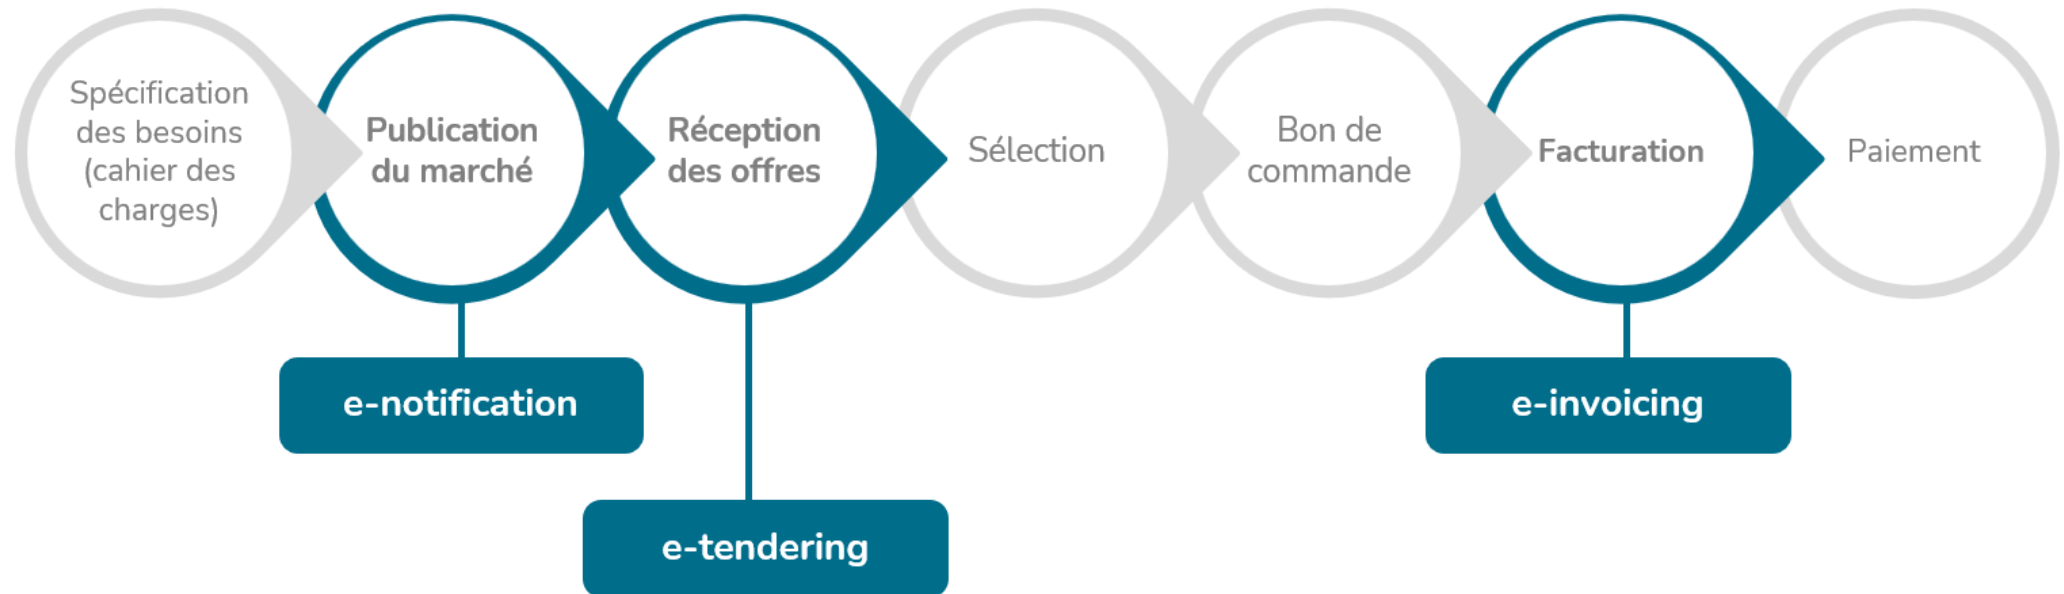 Spécification
des besoins
(cahier des
charges)
Publication
du marché
Réception
des offres
Sélection
Bon de
commande
Facturation
Paiement
e-notification
e-invoicing
e-tendering